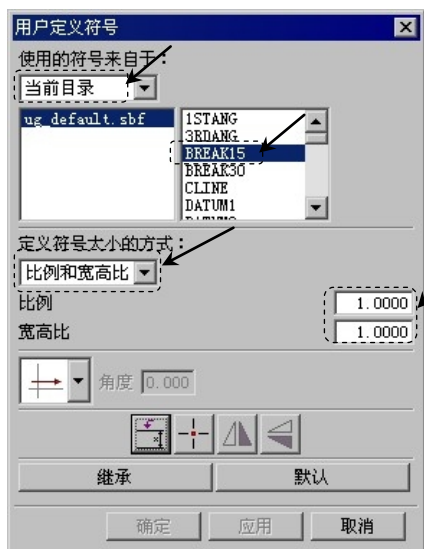 用户定义符号
使用的符号来自于：
当前目录
ug_default.sbf
1STANG
3RDANG
BREAK15
BREAK30
CLINE
DATUM1
定义符号大小的方式：
比例和宽高比
比例 1.0000
宽高比 1.0000
角度 0.000
继承 默认
确定 应用 取消